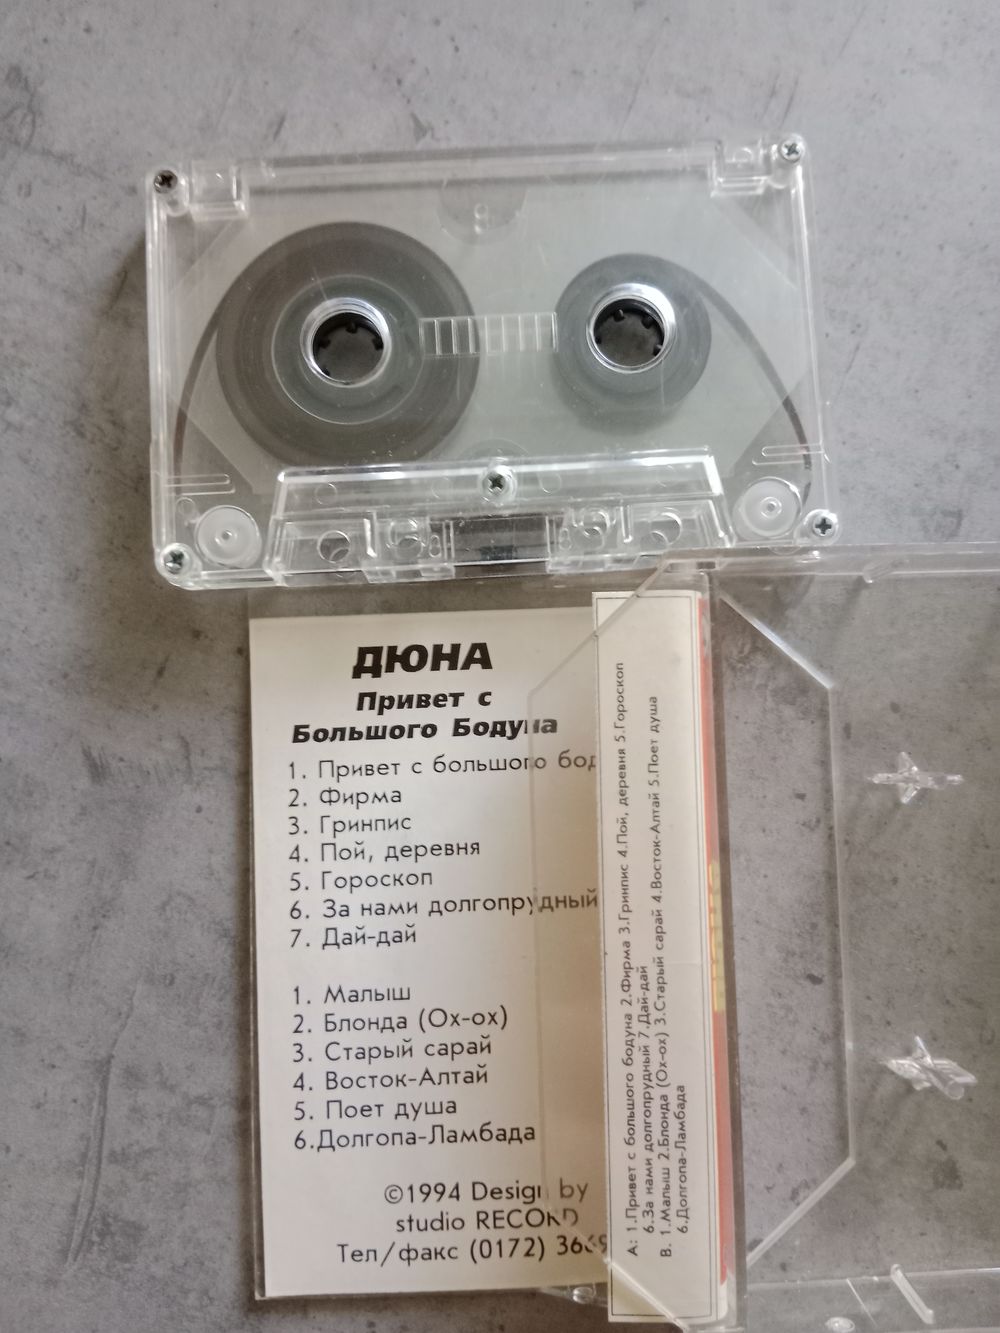 ДЮНА
Привет с
Большого Бодуна
1. Привет с большого бод
2. Фирма
3. Гринпис
4. Пой, деревня
5. Гороскоп
6. За нами долгопрудный
7. Дай-дай
1. Малыш
2. Блонда (Ох-ох)
3. Старый сарай
4. Восток-Алтай
5. Поет душа
6.Долгопа-Ламбада
©1994 Design by
studio RECORD
Тел/факс (0172) 3669
A: 1.Привет с большого бодуна 2.Фирма 3.Гринпис 4.Пой, деревня 5.Гороскоп
6.За нами долгопрудный 7.Дай-дай
B. 1.Малыш 2.Блонда (Ох-ох) 3.Старый сарай 4.Восток-Алтай 5.Поет душа
6.Долгопа-Ламбада